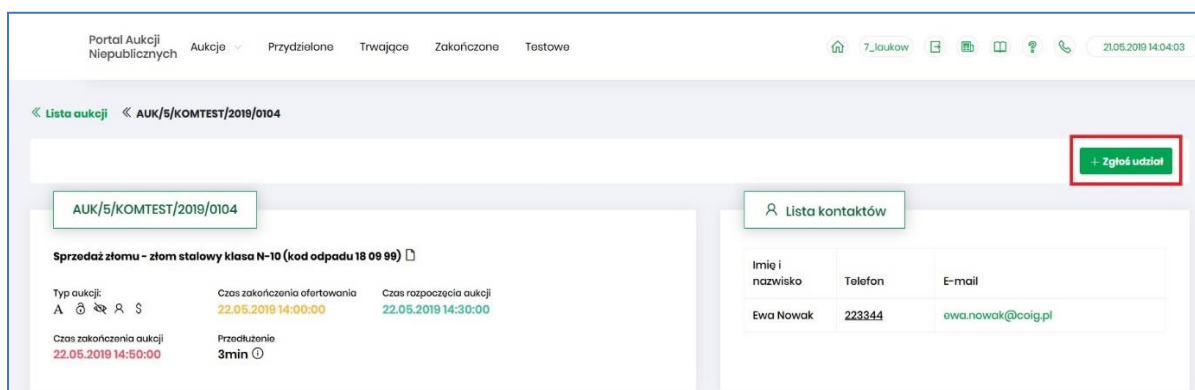 Portal Aukcji
Niepublicznych
Aukcje Przydzielone Trwające Zakończone Testowe 7_laukow 21.05.2019 14:04:03
Lista aukcji AUK/5/KOMTEST/2019/0104
+ Zgłoś udział
AUK/5/KOMTEST/2019/0104
Sprzedaż złomu - złom stalowy klasa N-10 (kod odpadu 18 09 99)
Typ aukcji: Czas zakończenia ofertowania Czas rozpoczęcia aukcji
A $ 22.05.2019 14:00:00 22.05.2019 14:30:00
Czas zakończenia aukcji Przedłużenie
22.05.2019 14:50:00 3min
Lista kontaktów
Imię i
nazwisko Telefon E-mail
Ewa Nowak 223344 ewa.nowak@coig.pl